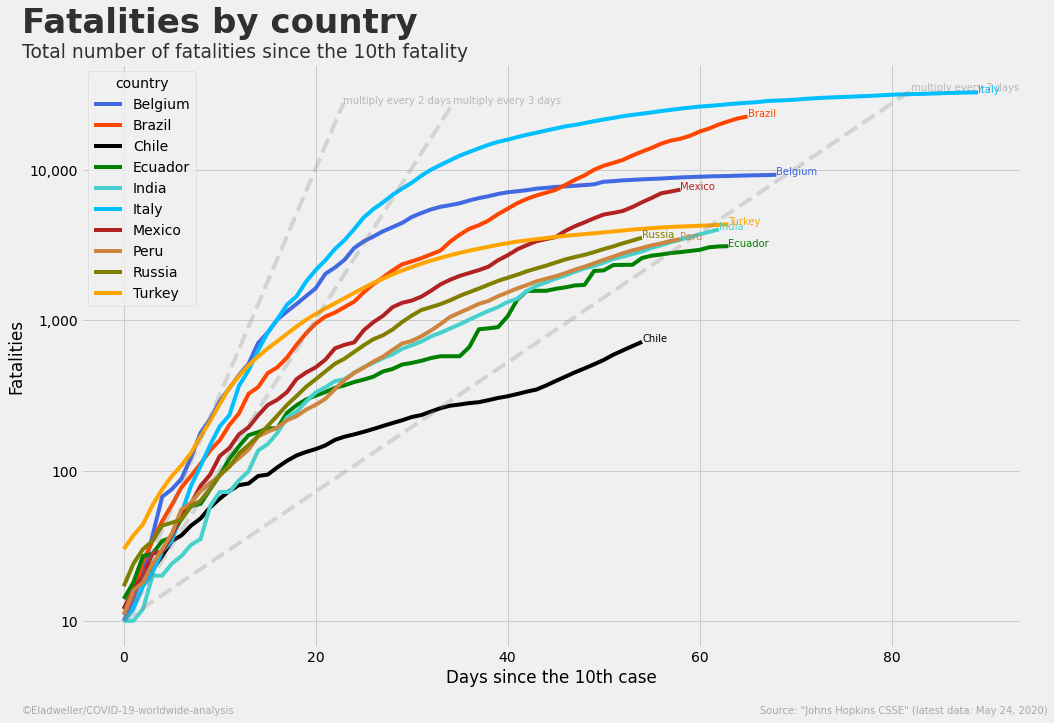 Fatalities by country
Total number of fatalities since the 10th fatality
country
Belgium
Brazil
Chile
Ecuador
India
Italy
Mexico
Peru
Russia
Turkey
multiply every 2 days
multiply every 3 days
multiply every 7 days
Italy
Brazil
Belgium
Mexico
Turkey
India
Russia
Peru
Ecuador
Chile
Fatalities
10,000
1,000
100
10
0
20
40
60
80
Days since the 10th case
©Eladweller/COVID-19-worldwide-analysis
Source: "Johns Hopkins CSSE" (latest data: May 24, 2020)